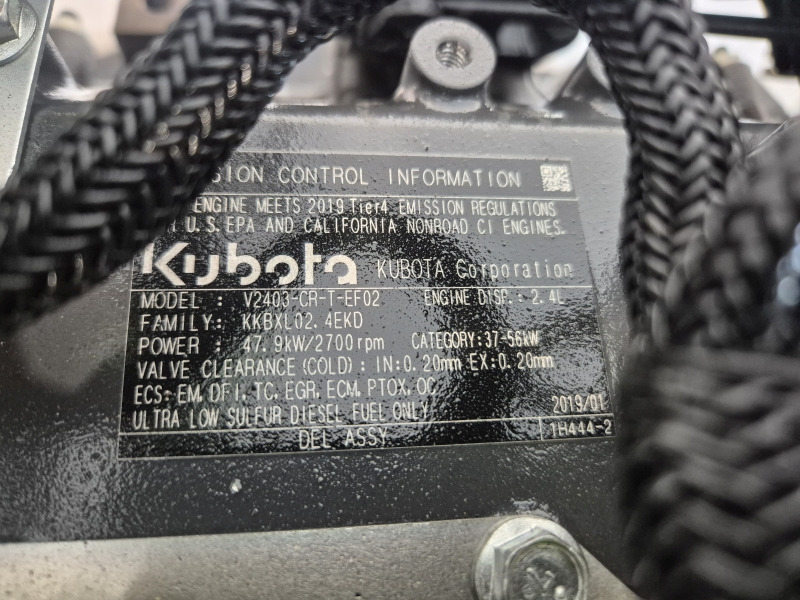 SION CONTROL INFORMATION
ENGINE MEETS 2019 Tier4 EMISSION REGULATIONS
U.S. EPA AND CALIFORNIA NONROAD CI ENGINES.
Kubota KUBOTA Corporation
MODEL : V2403-CR-T-EF02 ENGINE DISP. : 2.4L
FAMILY: KKBXL02.4EKD
POWER : 47.9kW/2700rpm CATEGORY:37-56kW
VALVE CLEARANCE (COLD) : IN:0.20mm EX:0.20mm
ECS: EM, DFI, TC, EGR, ECM, PTOX, OC
ULTRA LOW SULFUR DIESEL FUEL ONLY 2019/01
DEL ASSY 1H444-2